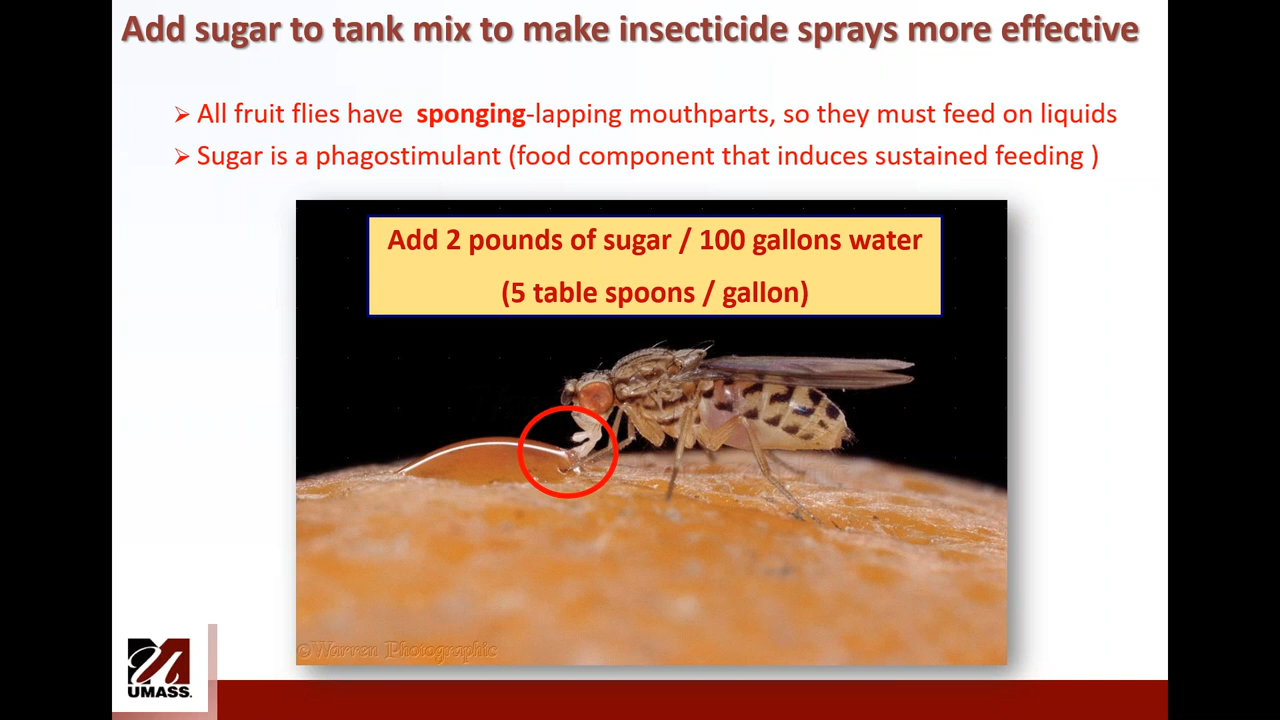 Add sugar to tank mix to make insecticide sprays more effective
➢ All fruit flies have sponging-lapping mouthparts, so they must feed on liquids
➢ Sugar is a phagostimulant (food component that induces sustained feeding )
Add 2 pounds of sugar / 100 gallons water
(5 table spoons / gallon)
©Warren Photographic
UMASS.